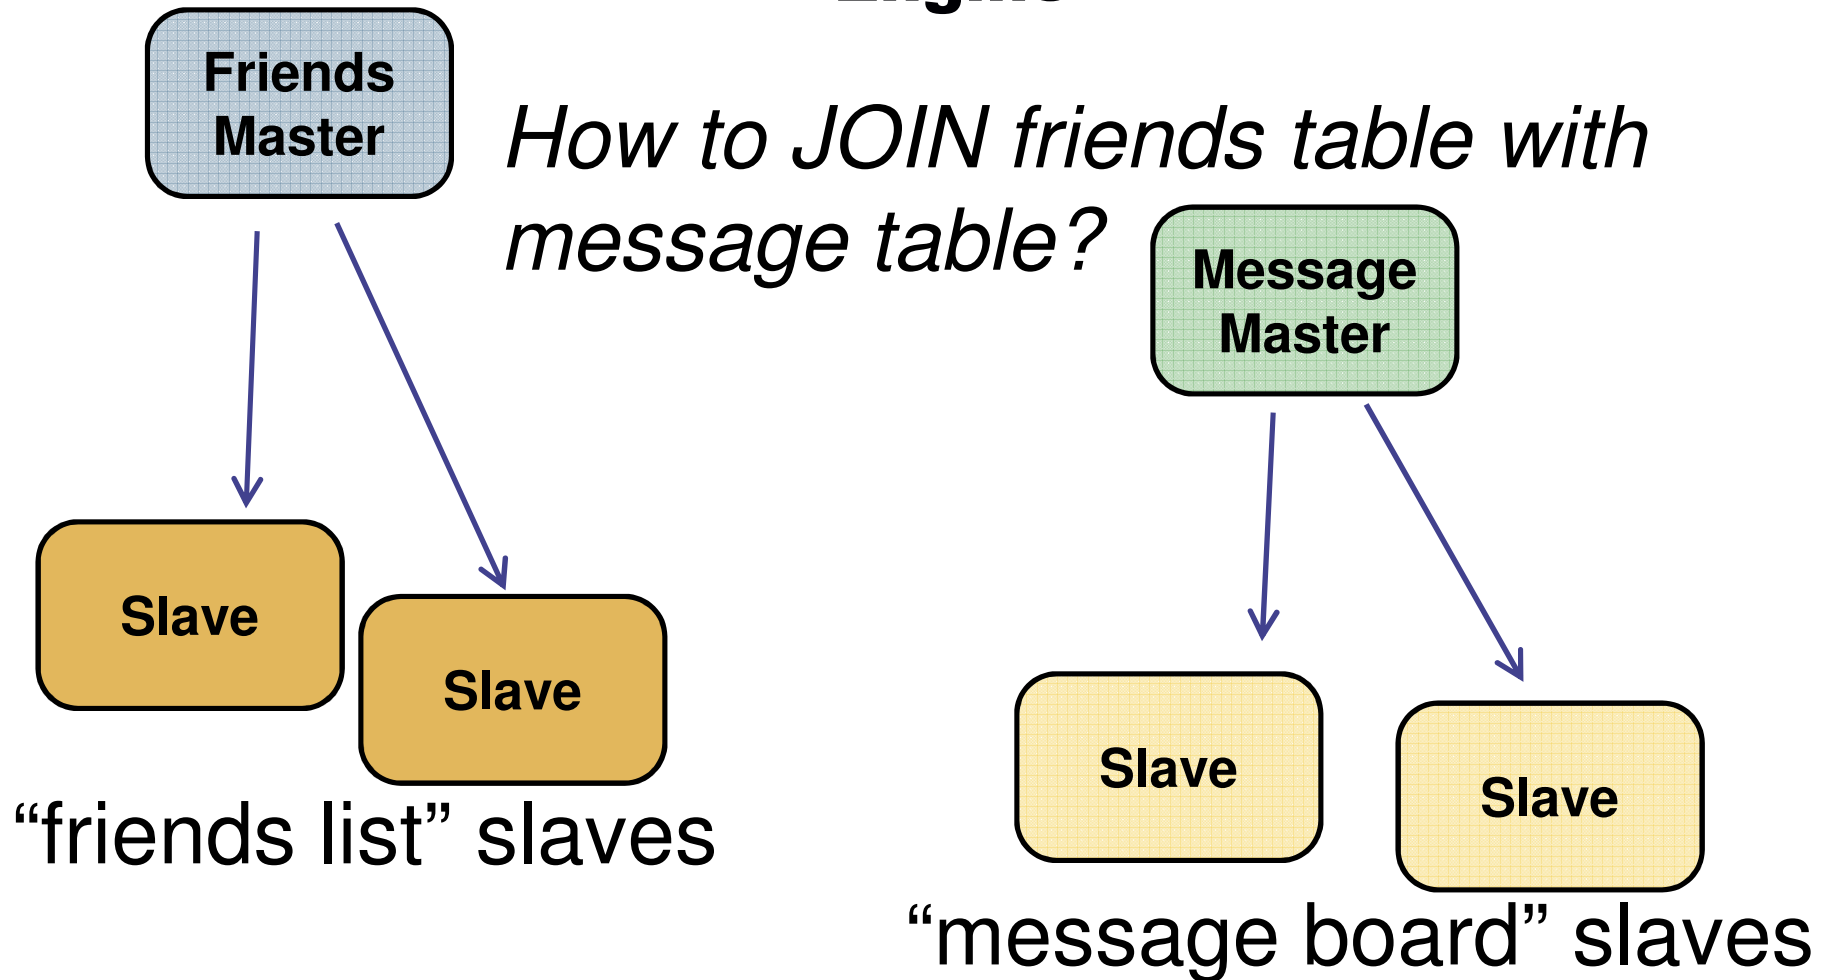 Friends
Master
How to JOIN friends table with
message table?
Message
Master
Slave
Slave
Slave
Slave
“friends list” slaves
“message board” slaves